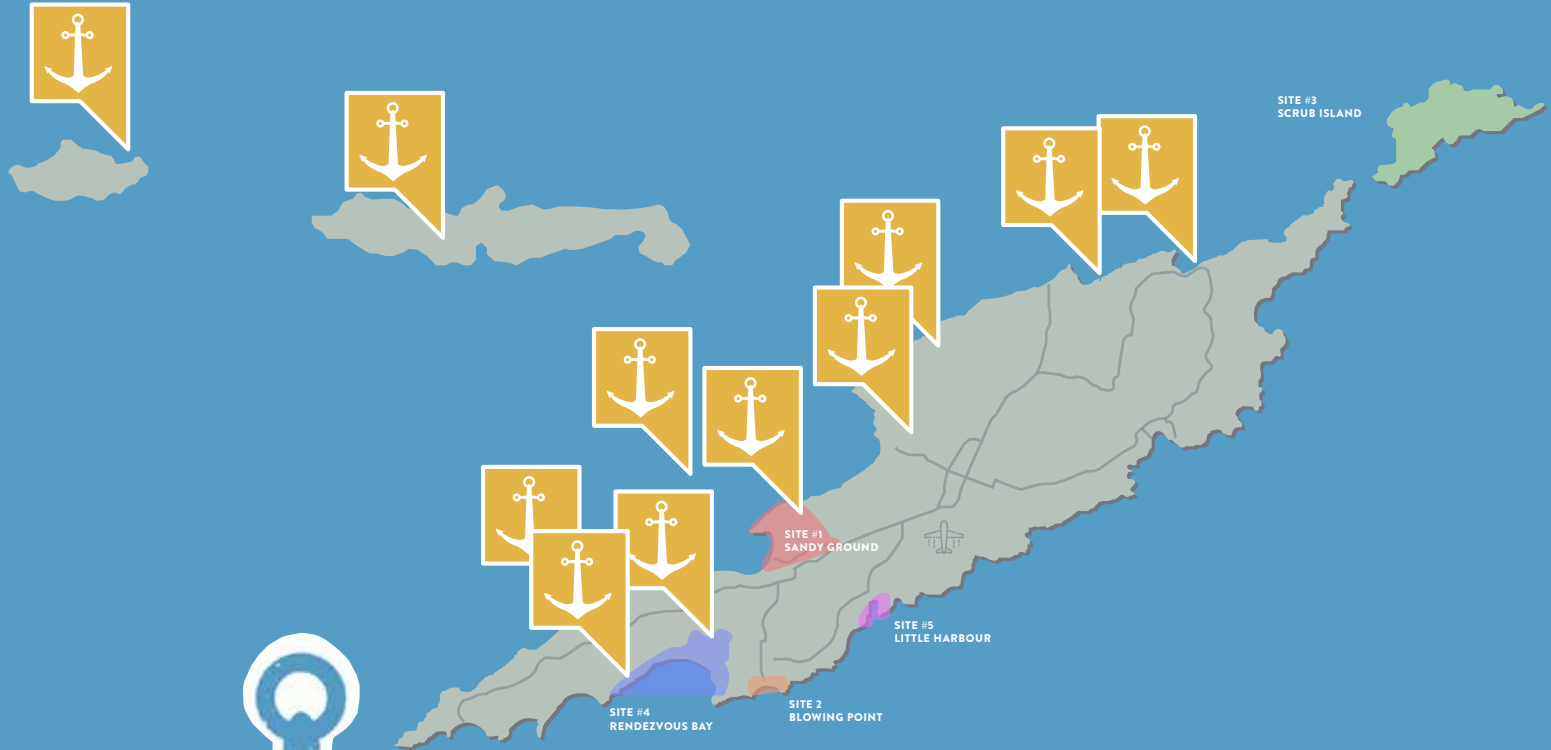 SITE #3
SCRUB ISLAND
SITE #1
SANDY GROUND
SITE #5
LITTLE HARBOUR
SITE #4
RENDEZVOUS BAY
SITE 2
BLOWING POINT